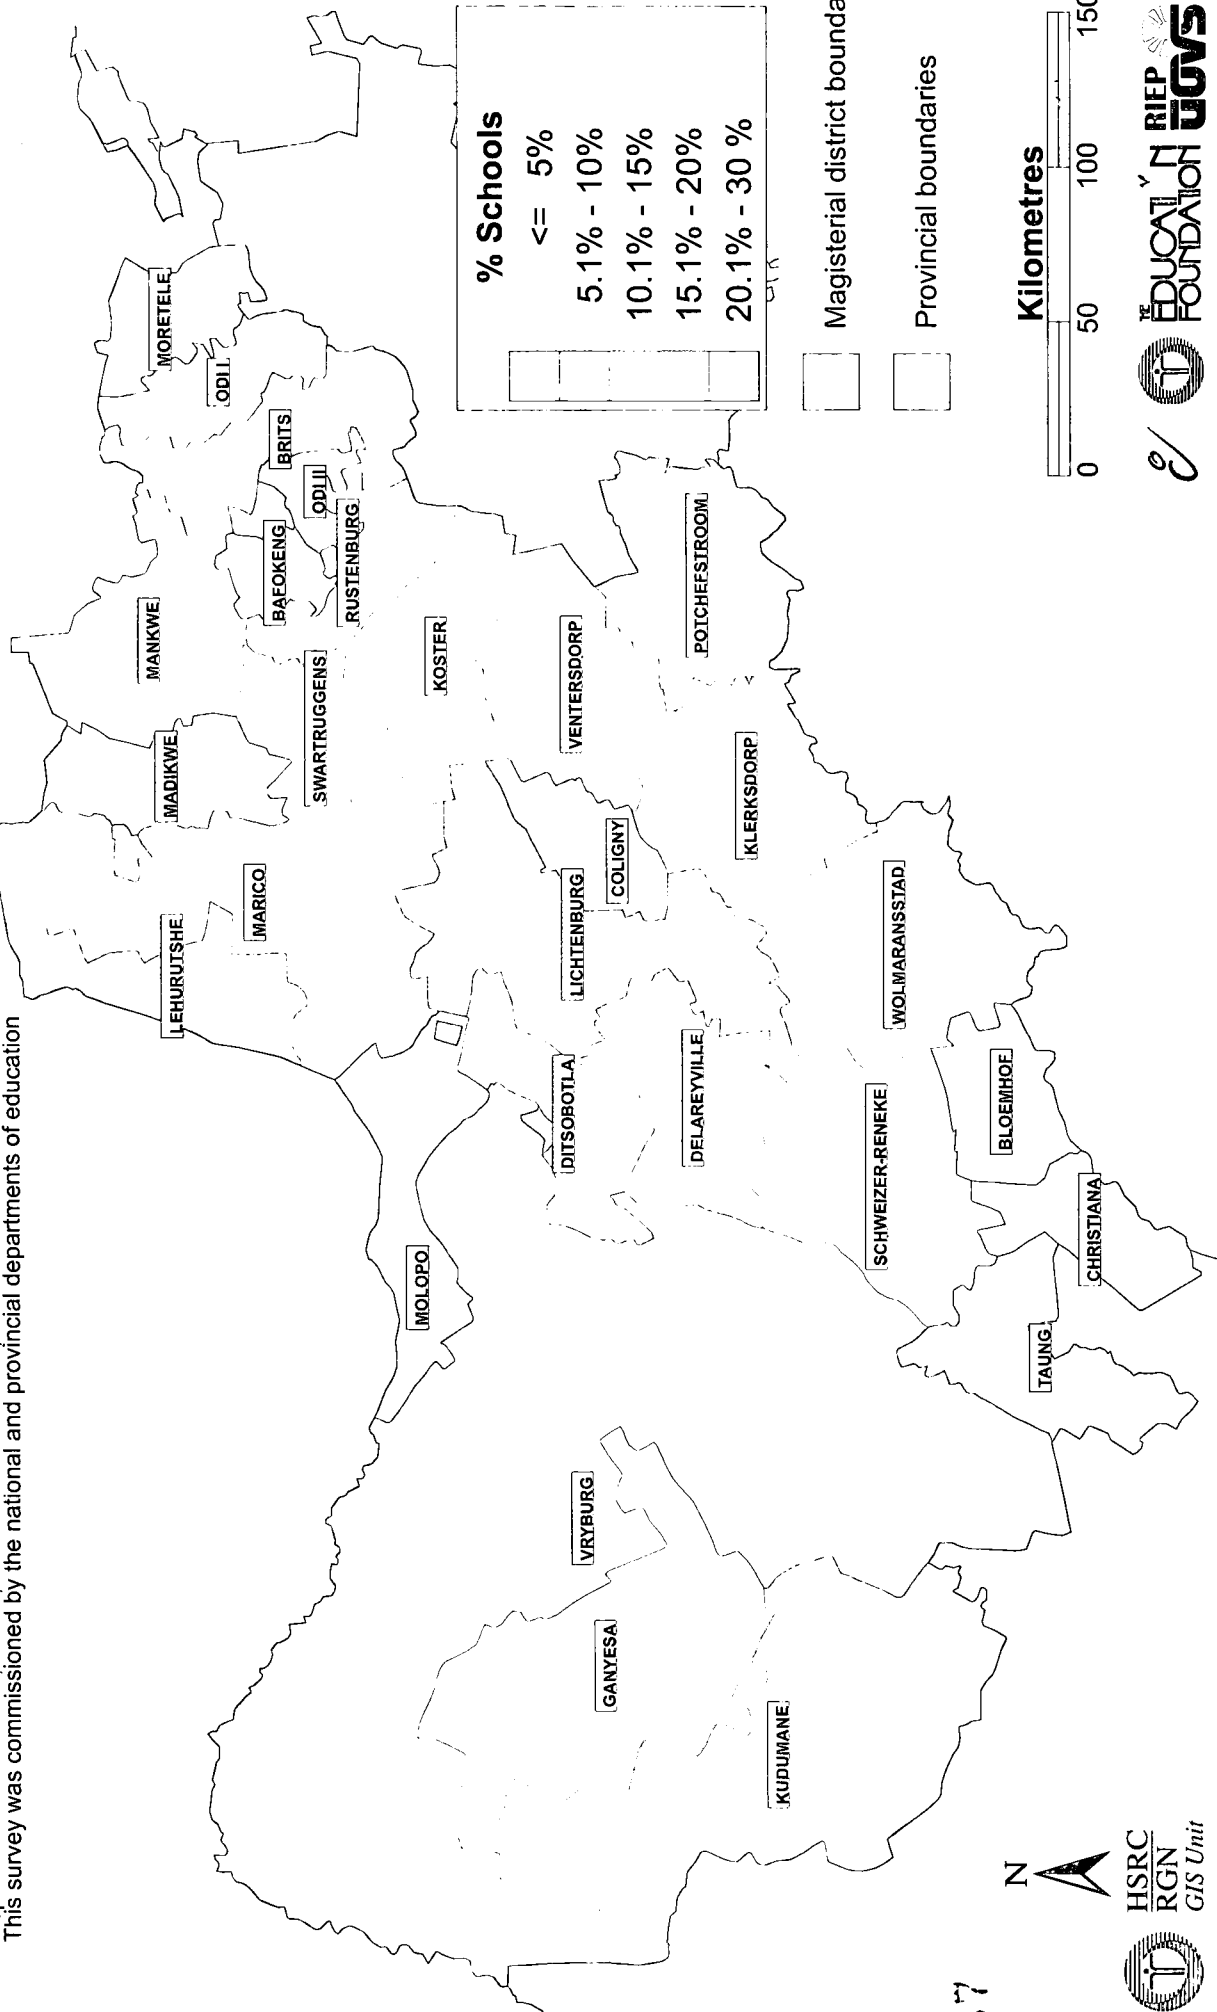 This survey was commissioned by the national and provincial departments of education
LEHURUTSHE
MADIKWE
MANKWE
MORETELE
ODI I
MARICO
BRITS
BAFOKENG
ODI II
SWARTRUGGENS
RUSTENBURG
MOLOPO
KOSTER
DITSOBOTLA
LICHTENBURG
VENTERSDORP
COLIGNY
VRYBURG
GANYESA
DELAREYVILLE
POTCHEFSTROOM
KLERKSDORP
KUDUMANE
SCHWEIZER-RENEKE
WOLMARANSSTAD
BLOEMHOF
TAUNG
CHRISTIANA
% Schools
<= 5%
5.1% - 10%
10.1% - 15%
15.1% - 20%
20.1% - 30 %
Magisterial district bounda
Provincial boundaries
Kilometres
0 50 100 150
N
HSRC
RGN
GIS Unit
THE
EDUCATION
FOUNDATION
RIEP
UOVS